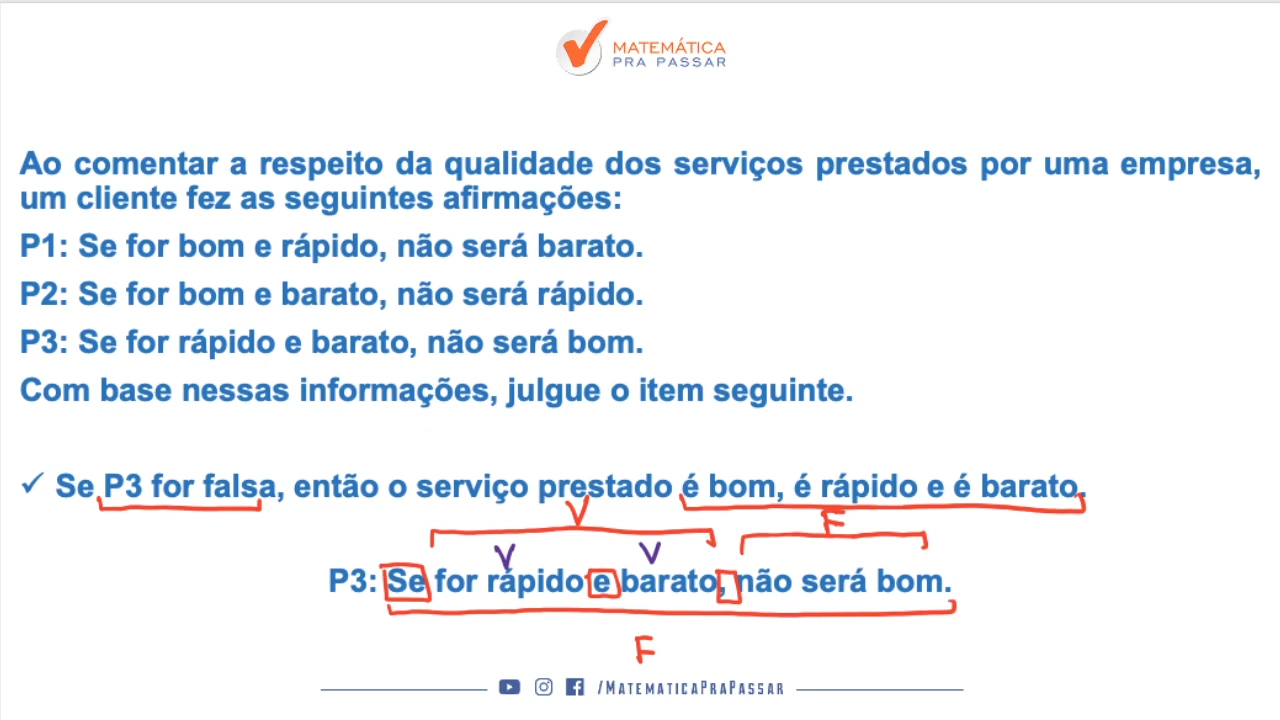 MATEMÁTICA
PRA PASSAR
Ao comentar a respeito da qualidade dos serviços prestados por uma empresa,
um cliente fez as seguintes afirmações:
P1: Se for bom e rápido, não será barato.
P2: Se for bom e barato, não será rápido.
P3: Se for rápido e barato, não será bom.
Com base nessas informações, julgue o item seguinte.
✓ Se P3 for falsa, então o serviço prestado é bom, é rápido e é barato.
V F
V V
P3: Se for rápido e barato, não será bom.
F
/MATEMATICAPRAPASSAR